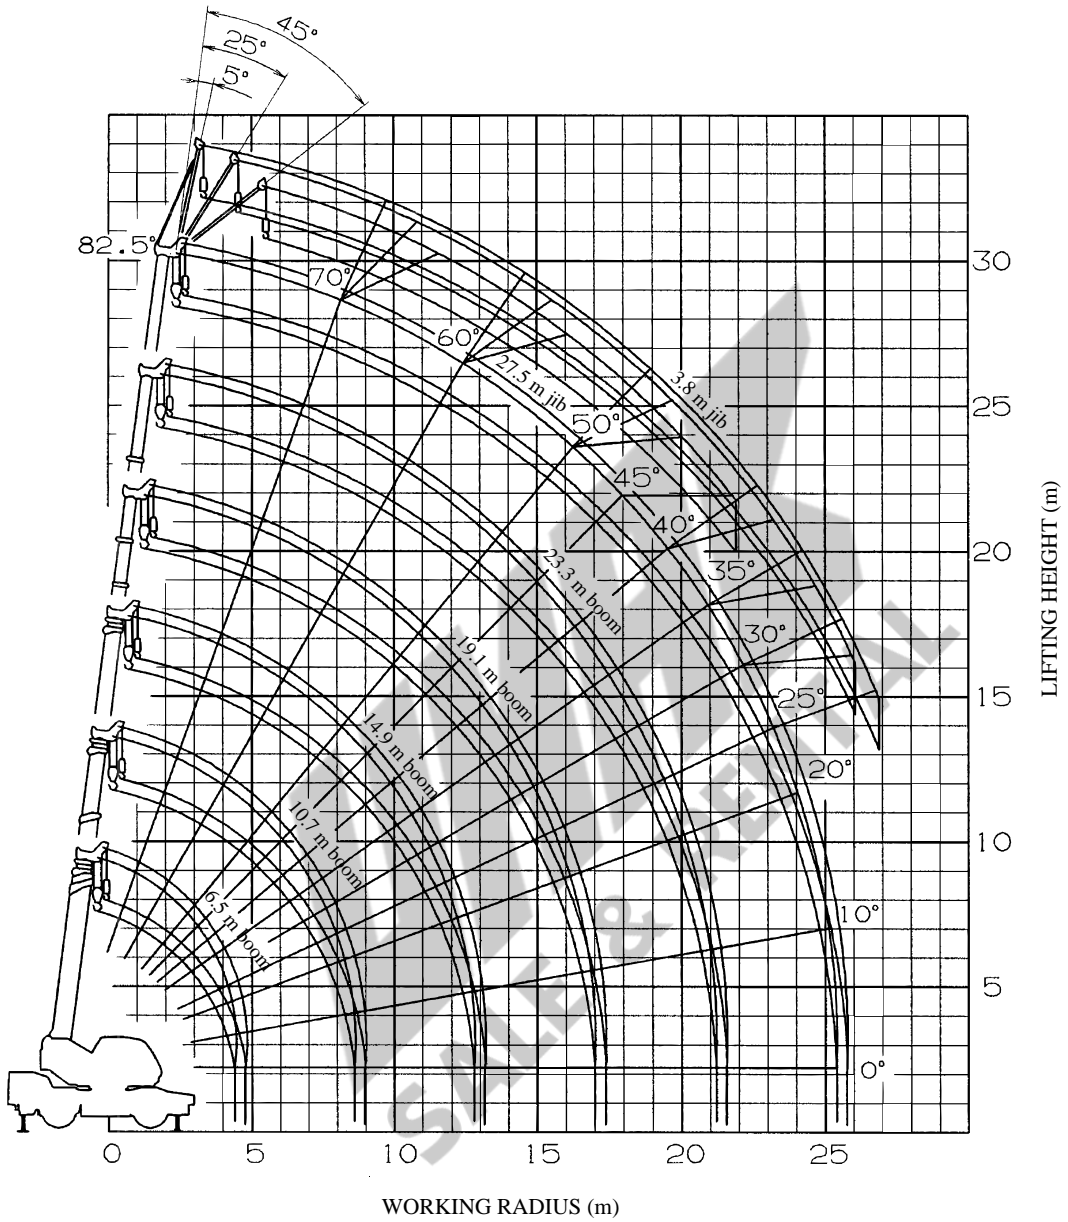 45°
25°
5°
82.5°
70°
60°
27.5 m jib
3.8 m jib
50°
45°
40°
35°
30°
25°
20°
10°
0°
23.3 m boom
19.1 m boom
14.9 m boom
10.7 m boom
6.5 m boom
30
25
20
15
10
5
LIFTING HEIGHT (m)
0 5 10 15 20 25
WORKING RADIUS (m)
SALE & RENTAL